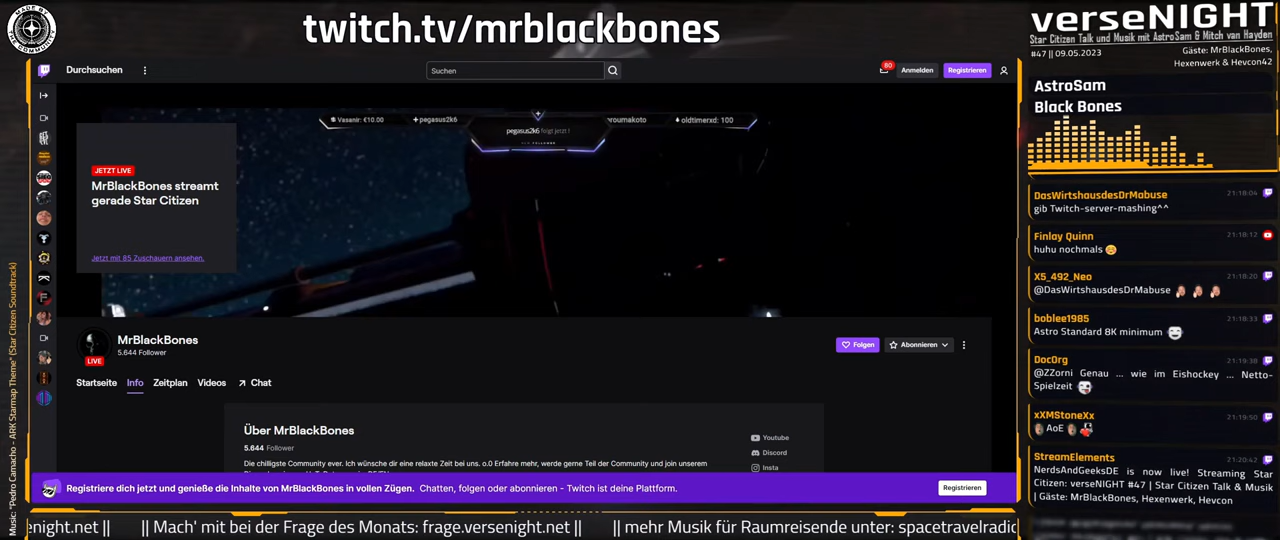 MADE BY
THE COMMUNITY
twitch.tv/mrblackbones
verseNIGHT
Star Citizen Talk und Musik mit AstroSam & Mitch van Hayden
#47 || 09.05.2023
Gäste: MrBlackBones,
Hexenwerk & Hevcon42
Durchsuchen
Suchen
80
Anmelden
Registrieren
Vasanir: €10.00
pegasus2k6
roumakoto
oldtimerxd: 100
pegasus2k6 folgt jetzt !
JETZT LIVE
MrBlackBones streamt
gerade Star Citizen
Jetzt mit 85 Zuschauern ansehen.
MrBlackBones
5.644 Follower
LIVE
Folgen
Abonnieren
Startseite
Info
Zeitplan
Videos
Chat
Über MrBlackBones
5.644 Follower
Die chilligste Community ever. Ich wünsche dir eine relaxte Zeit bei uns. o.0 Erfahre mehr, werde gerne Teil der Community und join unserem
Youtube
Discord
Insta
Registriere dich jetzt und genieße die Inhalte von MrBlackBones in vollen Zügen. Chatten, folgen oder abonnieren - Twitch ist deine Plattform.
Registrieren
AstroSam
Black Bones
DasWirtshausdesDrMabuse 21:18:04
gib Twitch-server-mashing^^
Finlay Quinn 21:18:12
huhu nochmals
X5_492_Neo 21:18:20
@DasWirtshausdesDrMabuse
boblee1985 21:18:33
Astro Standard 8K minimum
DocOrg 21:19:38
@ZZorni Genau ... wie im Eishockey ... Netto-
Spielzeit
xXMStoneXx 21:19:50
AoE
StreamElements 21:20:42
NerdsAndGeeksDE is now live! Streaming Star
Citizen: verseNIGHT #47 | Star Citizen Talk & Musik
| Gäste: MrBlackBones, Hexenwerk, Hevcon
Music: "Pedro Camacho - ARK Starmap Theme" (Star Citizen Soundtrack)
enight.net || || Mach' mit bei der Frage des Monats: frage.versenight.net || || mehr Musik für Raumreisende unter: spacetravelradio